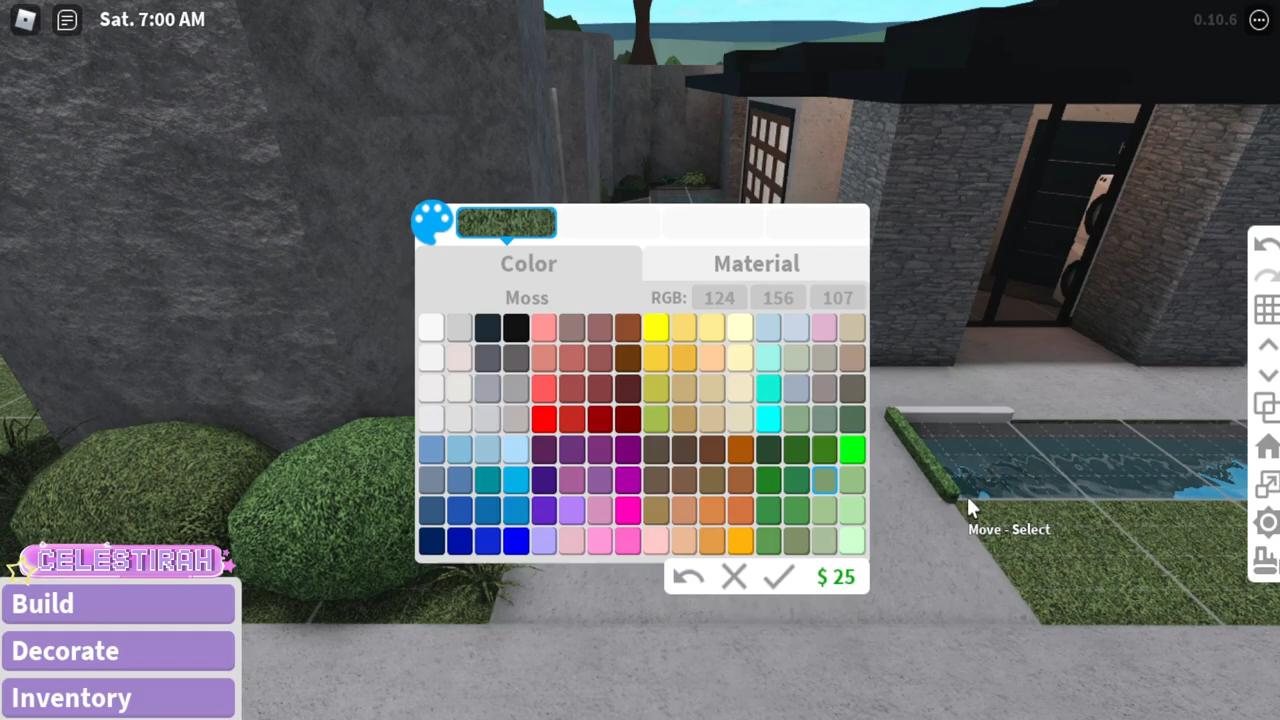 Sat. 7:00 AM
0.10.6
Color
Material
Moss
RGB: 124 156 107
Move - Select
$ 25
CELESTIRAH
Build
Decorate
Inventory